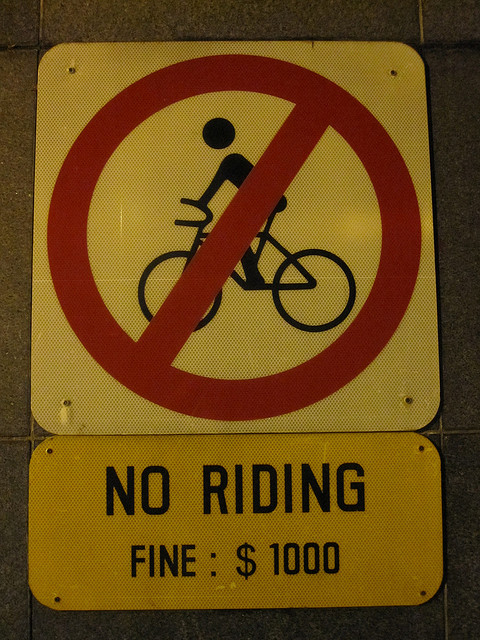 NO RIDING
FINE : $ 1000